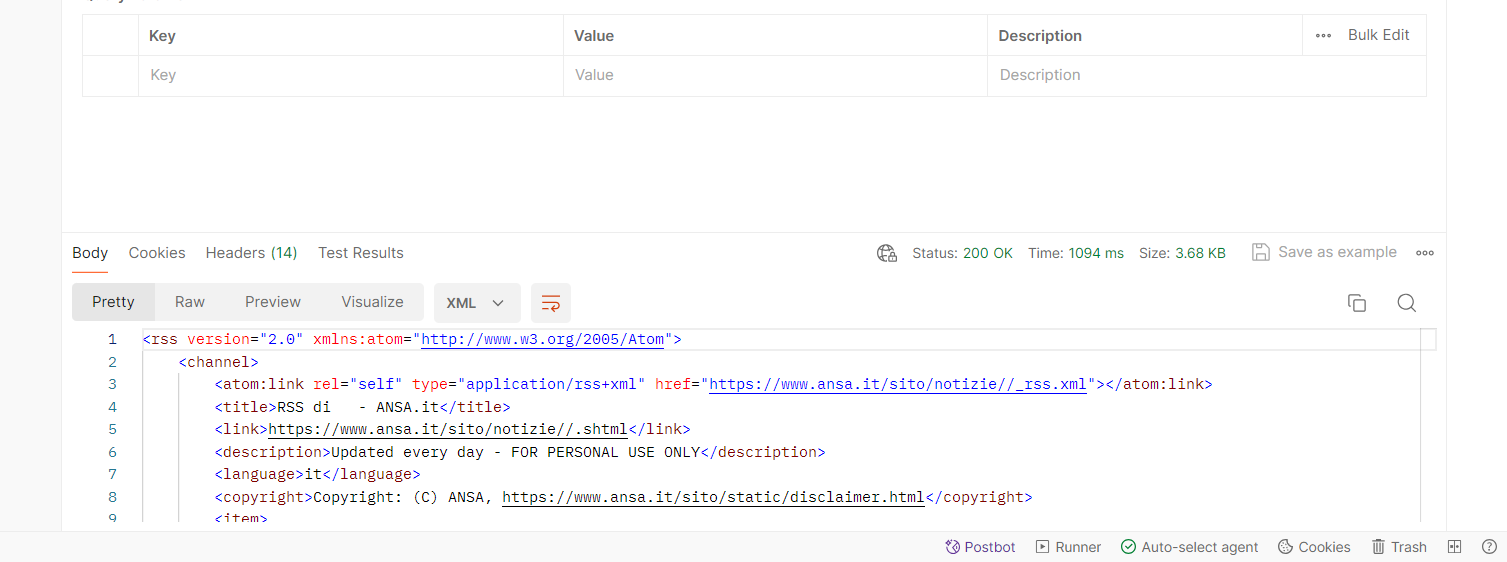 Key Value Description ••• Bulk Edit
Key Value Description
Body Cookies Headers (14) Test Results Status: 200 OK Time: 1094 ms Size: 3.68 KB Save as example
Pretty Raw Preview Visualize XML
1 <rss version="2.0" xmlns:atom="http://www.w3.org/2005/Atom">
2 <channel>
3 <atom:link rel="self" type="application/rss+xml" href="https://www.ansa.it/sito/notizie//_rss.xml"></atom:link>
4 <title>RSS di   - ANSA.it</title>
5 <link>https://www.ansa.it/sito/notizie//.shtml</link>
6 <description>Updated every day - FOR PERSONAL USE ONLY</description>
7 <language>it</language>
8 <copyright>Copyright: (C) ANSA, https://www.ansa.it/sito/static/disclaimer.html</copyright>
9 <item>
Postbot Runner Auto-select agent Cookies Trash